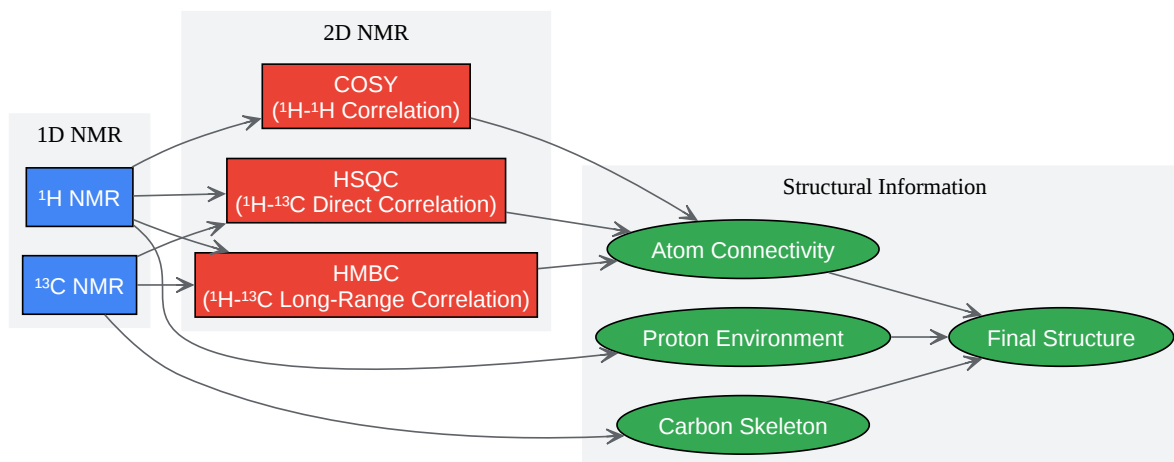 1D NMR
¹H NMR
¹³C NMR
2D NMR
COSY
(¹H-¹H Correlation)
HSQC
(¹H-¹³C Direct Correlation)
HMBC
(¹H-¹³C Long-Range Correlation)
Structural Information
Atom Connectivity
Proton Environment
Carbon Skeleton
Final Structure